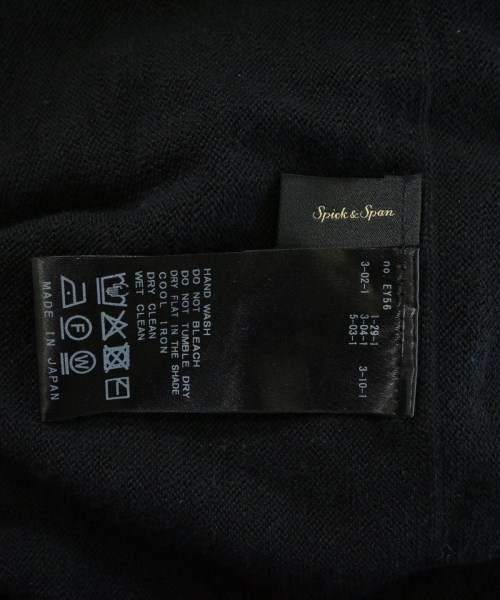 Spick & Span
no. EY56
3-02-1 1-29-1 3-10-1
3-04-1
5-03-1
HAND WASH
DO NOT BLEACH
DO NOT TUMBLE DRY
DRY FLAT IN THE SHADE
COOL IRON
DRY CLEAN
WET CLEAN
F W
MADE IN JAPAN